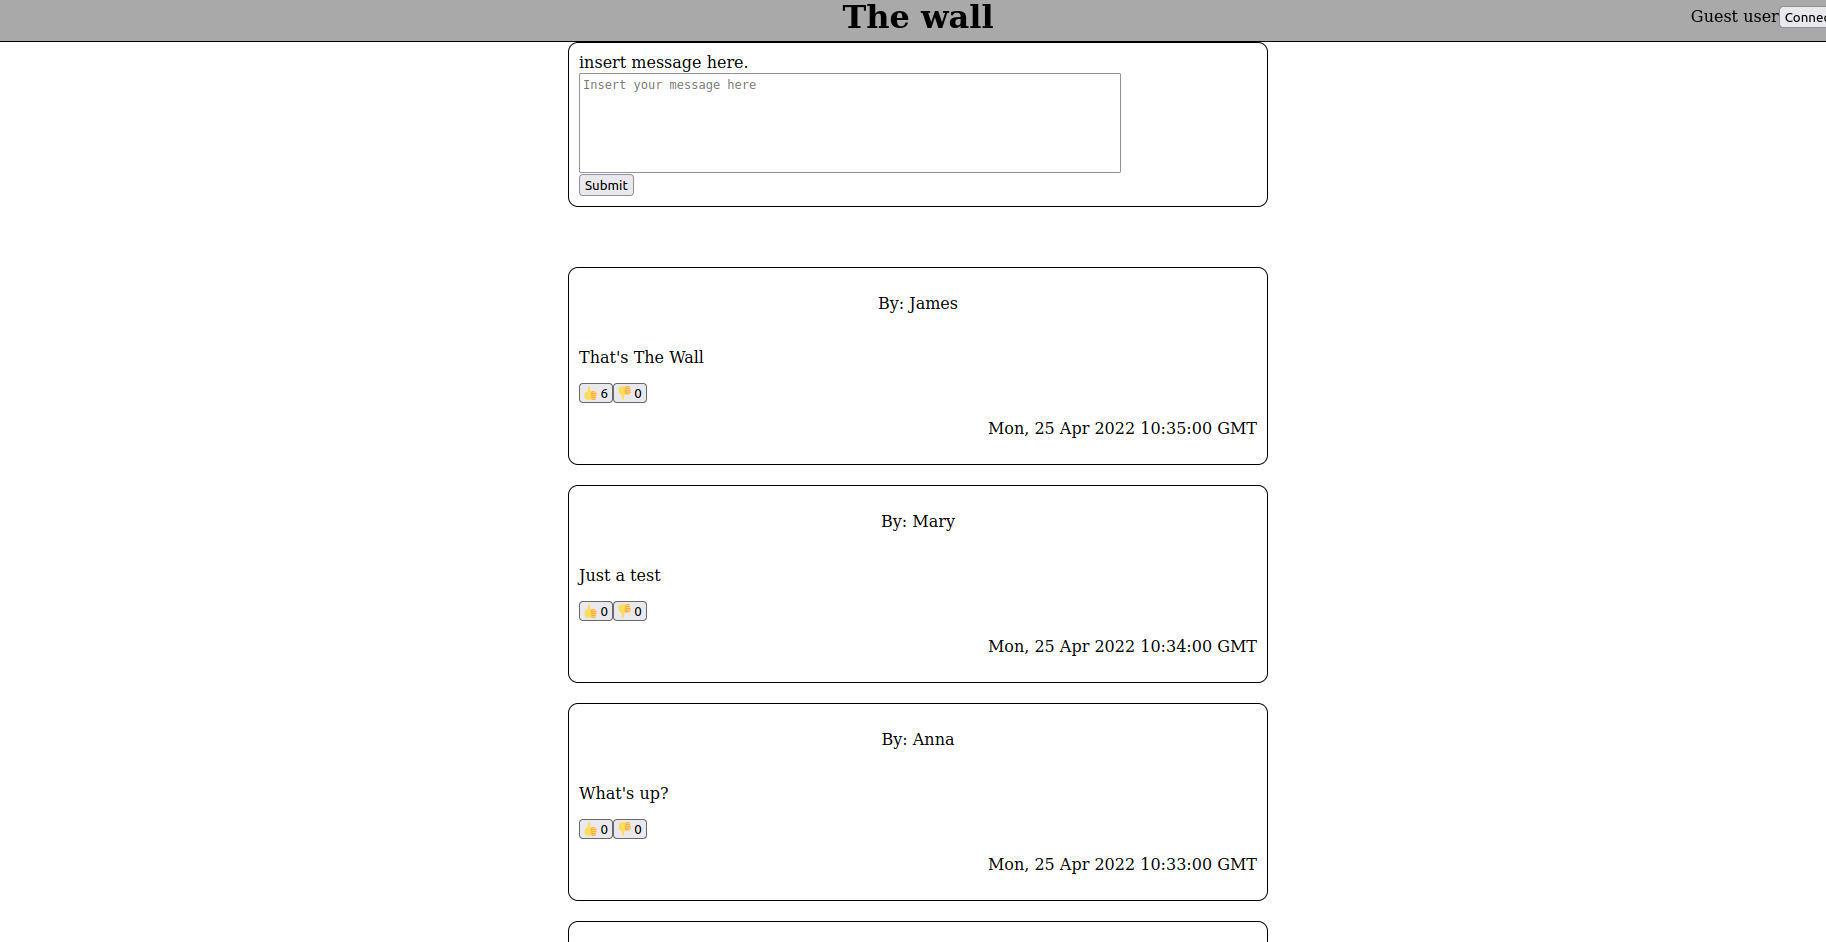 The wall
Guest user
insert message here.
Insert your message here
Submit
By: James
That's The Wall
👍 6 👎 0
Mon, 25 Apr 2022 10:35:00 GMT
By: Mary
Just a test
👍 0 👎 0
Mon, 25 Apr 2022 10:34:00 GMT
By: Anna
What's up?
👍 0 👎 0
Mon, 25 Apr 2022 10:33:00 GMT